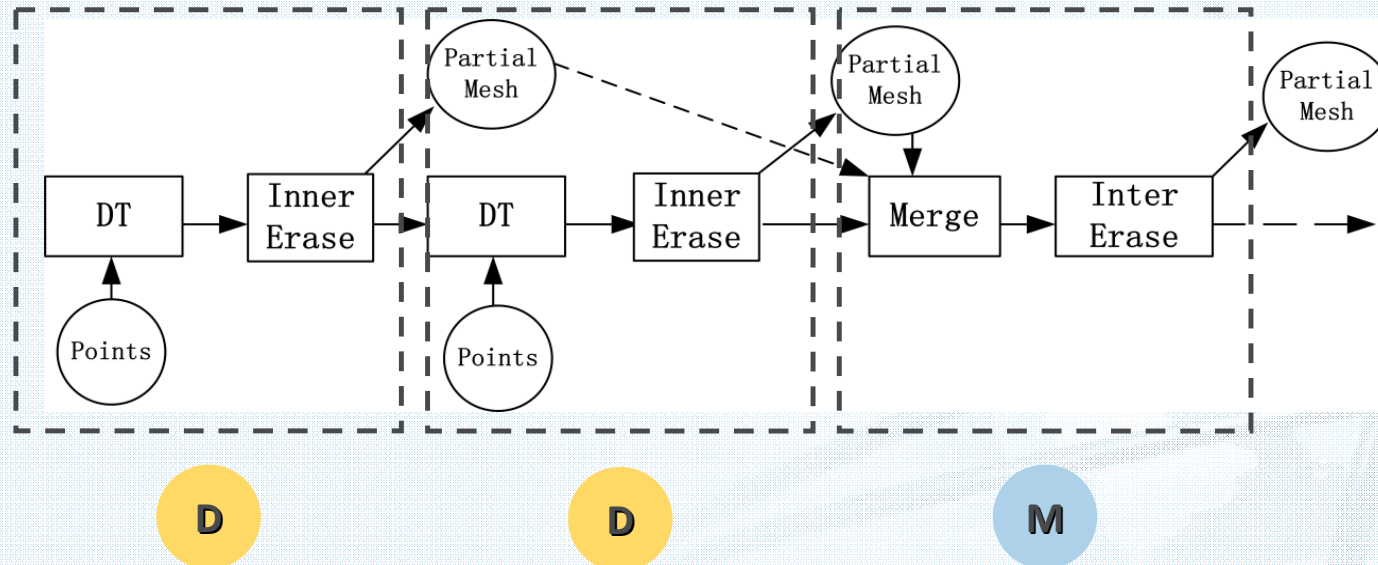 Partial
Mesh
Partial
Mesh
Partial
Mesh
DT
Inner
Erase
DT
Inner
Erase
Merge
Inter
Erase
Points
Points
D
D
M